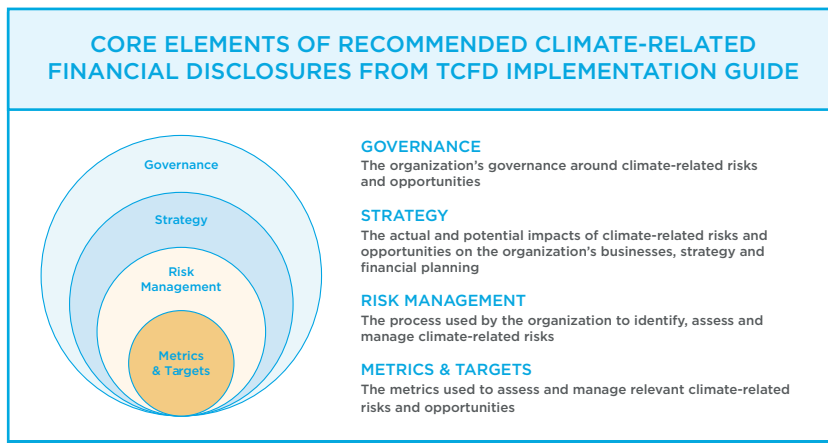 CORE ELEMENTS OF RECOMMENDED CLIMATE-RELATED
FINANCIAL DISCLOSURES FROM TCFD IMPLEMENTATION GUIDE
Governance
Strategy
Risk
Management
Metrics
& Targets
GOVERNANCE
The organization's governance around climate-related risks
and opportunities
STRATEGY
The actual and potential impacts of climate-related risks and
opportunities on the organization's businesses, strategy and
financial planning
RISK MANAGEMENT
The process used by the organization to identify, assess and
manage climate-related risks
METRICS & TARGETS
The metrics used to assess and manage relevant climate-related
risks and opportunities